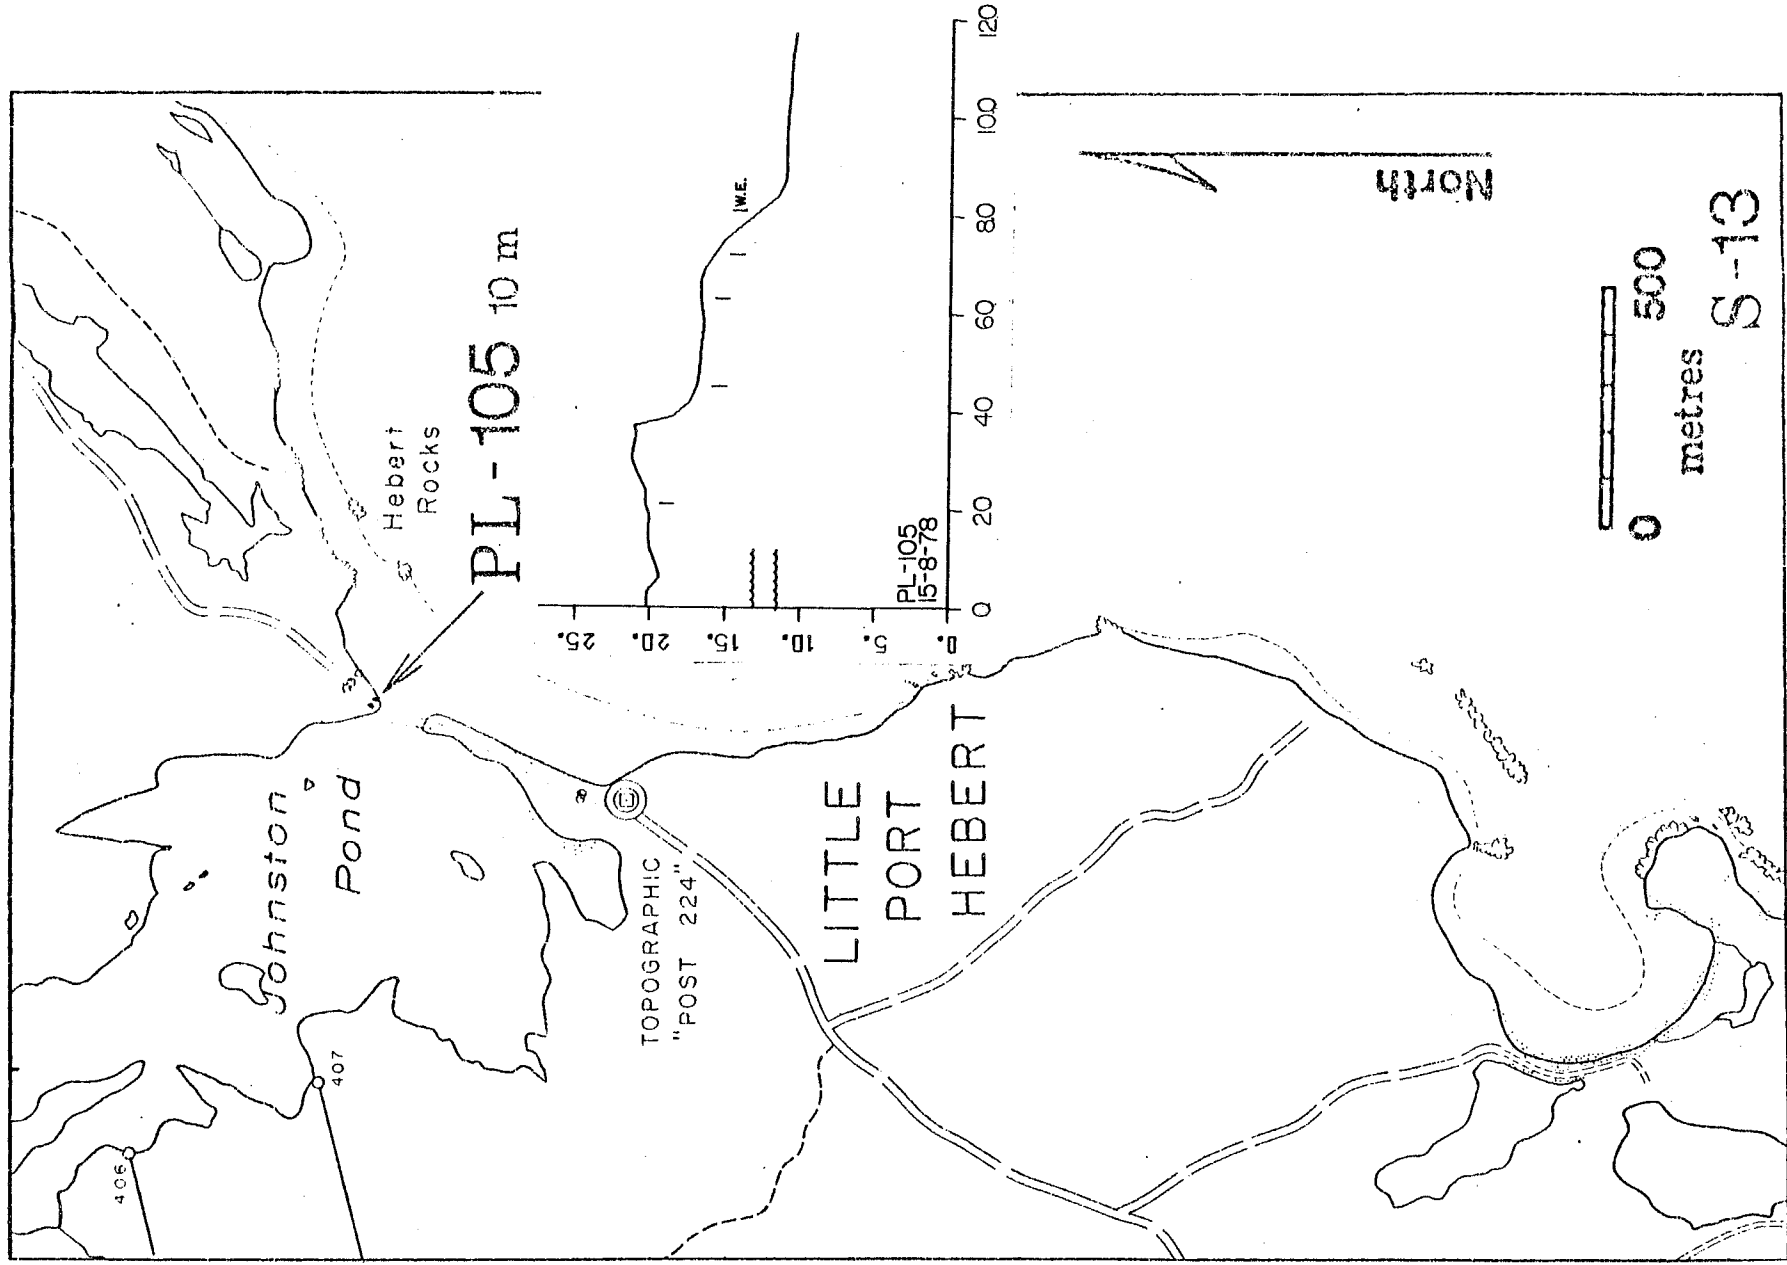 Hebert
Rocks
PL-105 10 m
Johnston
Pond
407
406
TOPOGRAPHIC
"POST 224"
LITTLE
PORT
HEBERT
25.
20.
15.
10.
5.
0.
PL-105
15-8-78
W.E.
0
20
40
60
80
100
120
North
0
500
metres
S-13